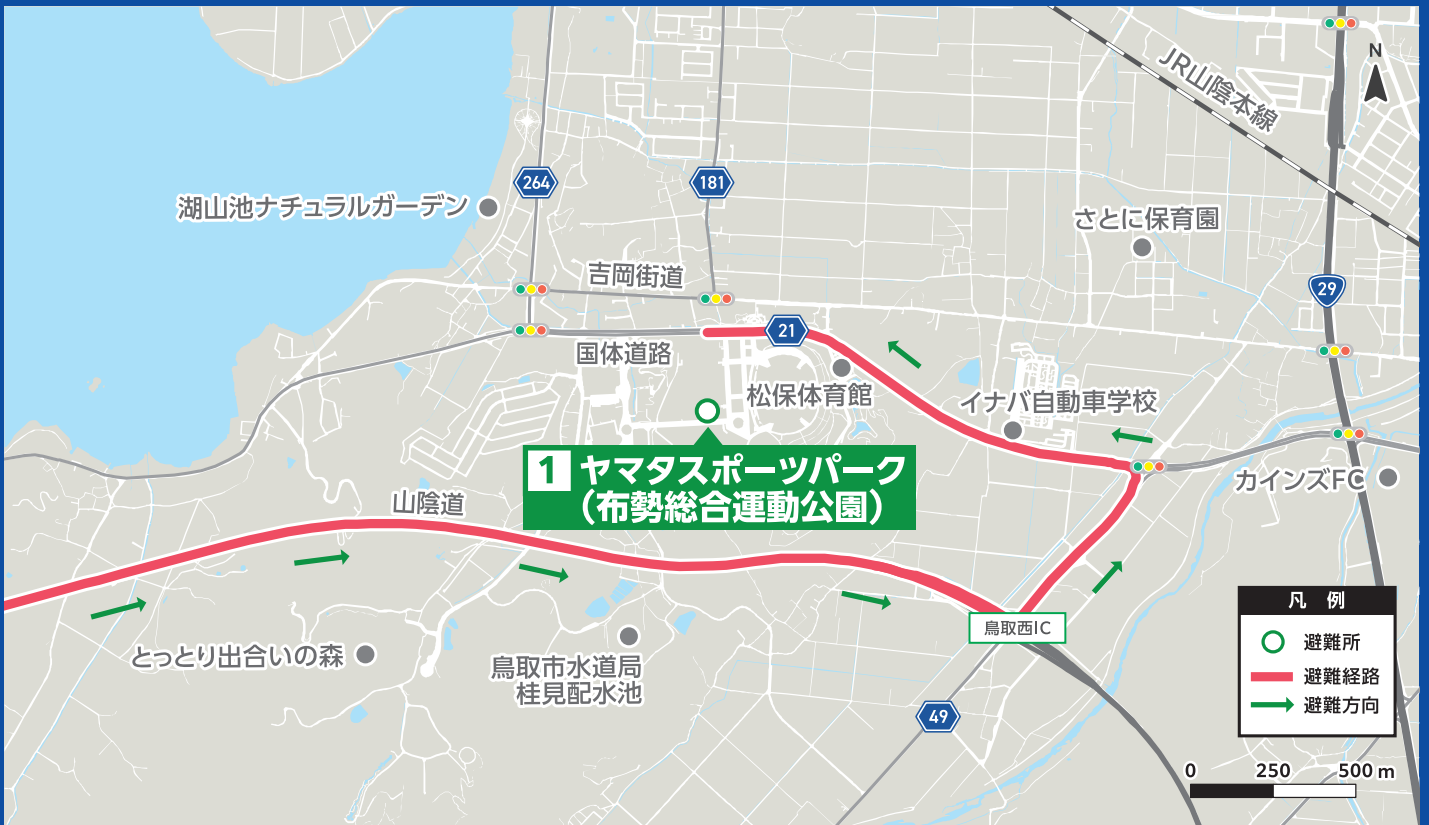 N
JR山陰本線
264
181
湖山池ナチュラルガーデン
さとに保育園
吉岡街道
29
21
国体道路
松保体育館
イナバ自動車学校
1 ヤマタスポーツパーク
(布勢総合運動公園)
カインズFC
山陰道
鳥取西IC
とっとり出合いの森
鳥取市水道局
桂見配水池
49
凡 例
避難所
避難経路
避難方向
0 250 500 m